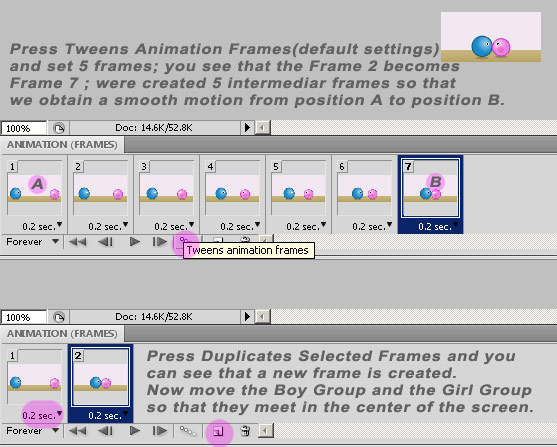 Press Tweens Animation Frames(default settings)
and set 5 frames; you see that the Frame 2 becomes
Frame 7 ; were created 5 intermediar frames so that
we obtain a smooth motion from position A to position B.
100% Doc: 14.6K/52.8K
ANIMATION (FRAMES)
1 2 3 4 5 6 7
A B
0.2 sec. 0.2 sec. 0.2 sec. 0.2 sec. 0.2 sec. 0.2 sec. 0.2 sec.
Forever
Tweens animation frames
100% Doc: 14.6K/52.8K
ANIMATION (FRAMES)
1 2
0.2 sec. 0.2 sec.
Press Duplicates Selected Frames and you
can see that a new frame is created.
Now move the Boy Group and the Girl Group
so that they meet in the center of the screen.
Forever